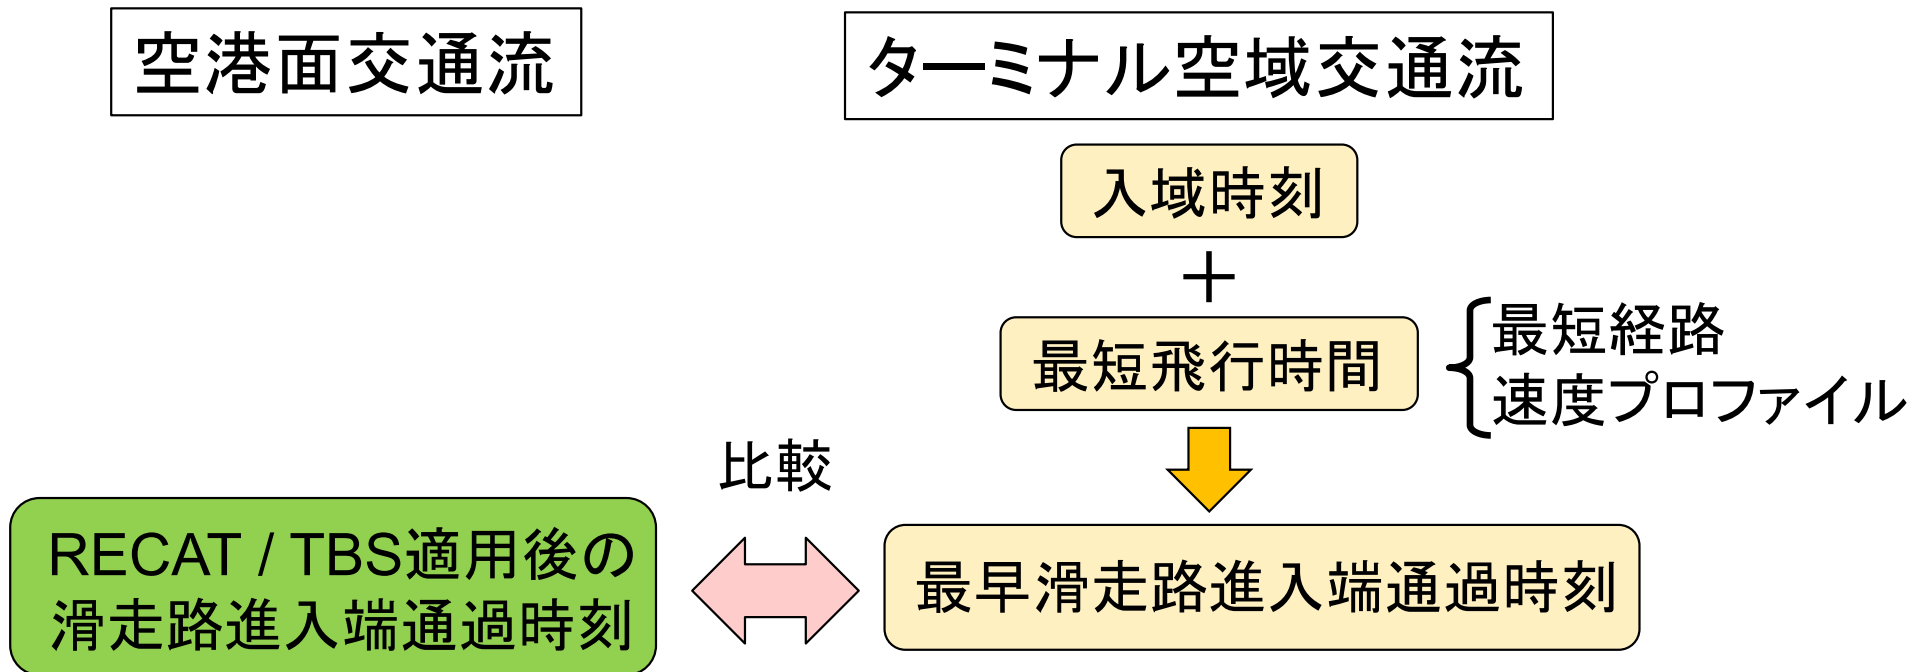 空港面交通流
ターミナル空域交通流
入域時刻
＋
最短飛行時間
最短経路
速度プロファイル
比較
RECAT / TBS適用後の
滑走路進入端通過時刻
最早滑走路進入端通過時刻